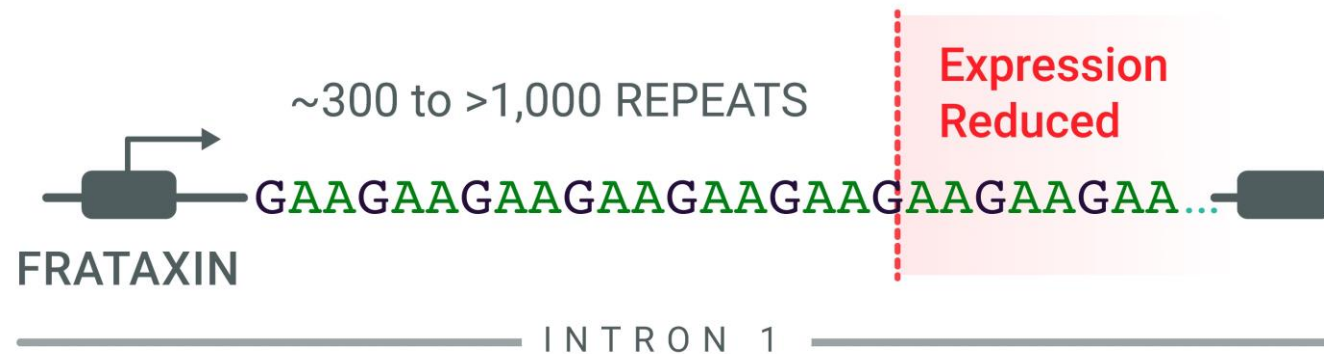 Expression
Reduced
~300 to >1,000 REPEATS
GAAGAAGAAGAAGAAGAAGAAGAAGAA...
FRATAXIN
INTRON 1